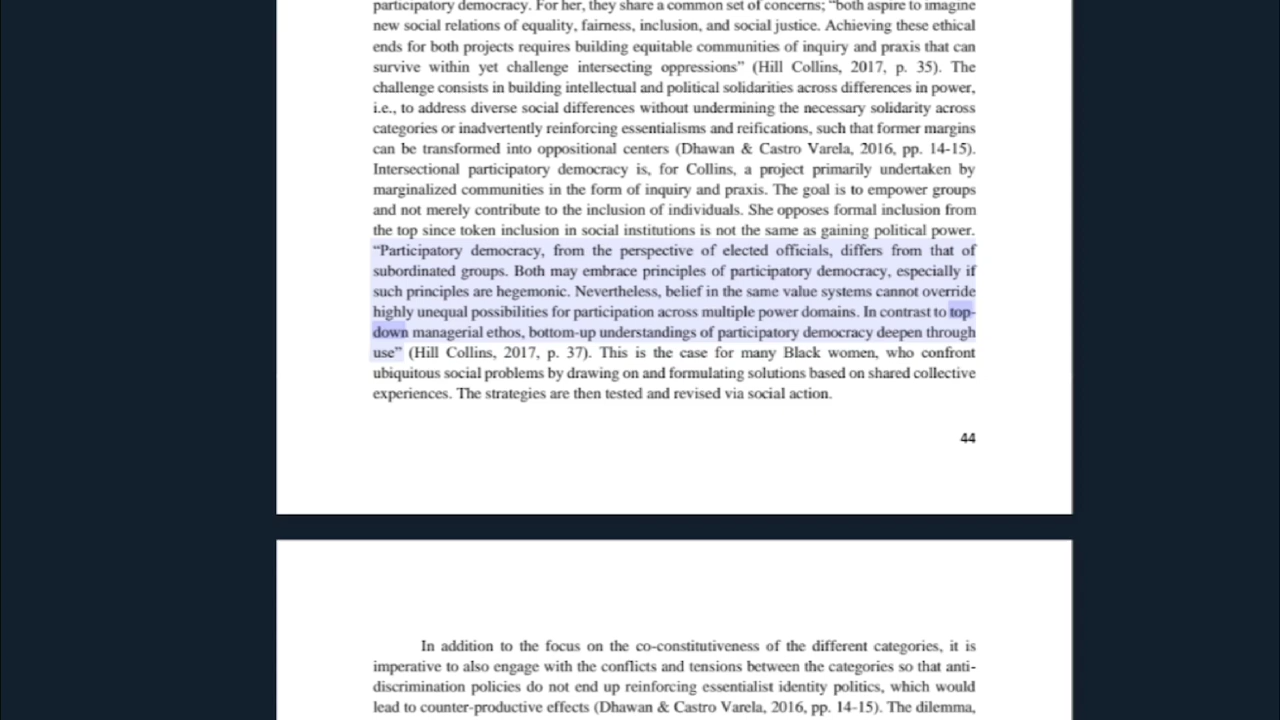 participatory democracy. For her, they share a common set of concerns; “both aspire to imagine
new social relations of equality, fairness, inclusion, and social justice. Achieving these ethical
ends for both projects requires building equitable communities of inquiry and praxis that can
survive within yet challenge intersecting oppressions” (Hill Collins, 2017, p. 35). The
challenge consists in building intellectual and political solidarities across differences in power,
i.e., to address diverse social differences without undermining the necessary solidarity across
categories or inadvertently reinforcing essentialisms and reifications, such that former margins
can be transformed into oppositional centers (Dhawan & Castro Varela, 2016, pp. 14-15).
Intersectional participatory democracy is, for Collins, a project primarily undertaken by
marginalized communities in the form of inquiry and praxis. The goal is to empower groups
and not merely contribute to the inclusion of individuals. She opposes formal inclusion from
the top since token inclusion in social institutions is not the same as gaining political power.
“Participatory democracy, from the perspective of elected officials, differs from that of
subordinated groups. Both may embrace principles of participatory democracy, especially if
such principles are hegemonic. Nevertheless, belief in the same value systems cannot override
highly unequal possibilities for participation across multiple power domains. In contrast to top-
down managerial ethos, bottom-up understandings of participatory democracy deepen through
use” (Hill Collins, 2017, p. 37). This is the case for many Black women, who confront
ubiquitous social problems by drawing on and formulating solutions based on shared collective
experiences. The strategies are then tested and revised via social action.
44
In addition to the focus on the co-constitutiveness of the different categories, it is
imperative to also engage with the conflicts and tensions between the categories so that anti-
discrimination policies do not end up reinforcing essentialist identity politics, which would
lead to counter-productive effects (Dhawan & Castro Varela, 2016, pp. 14-15). The dilemma,